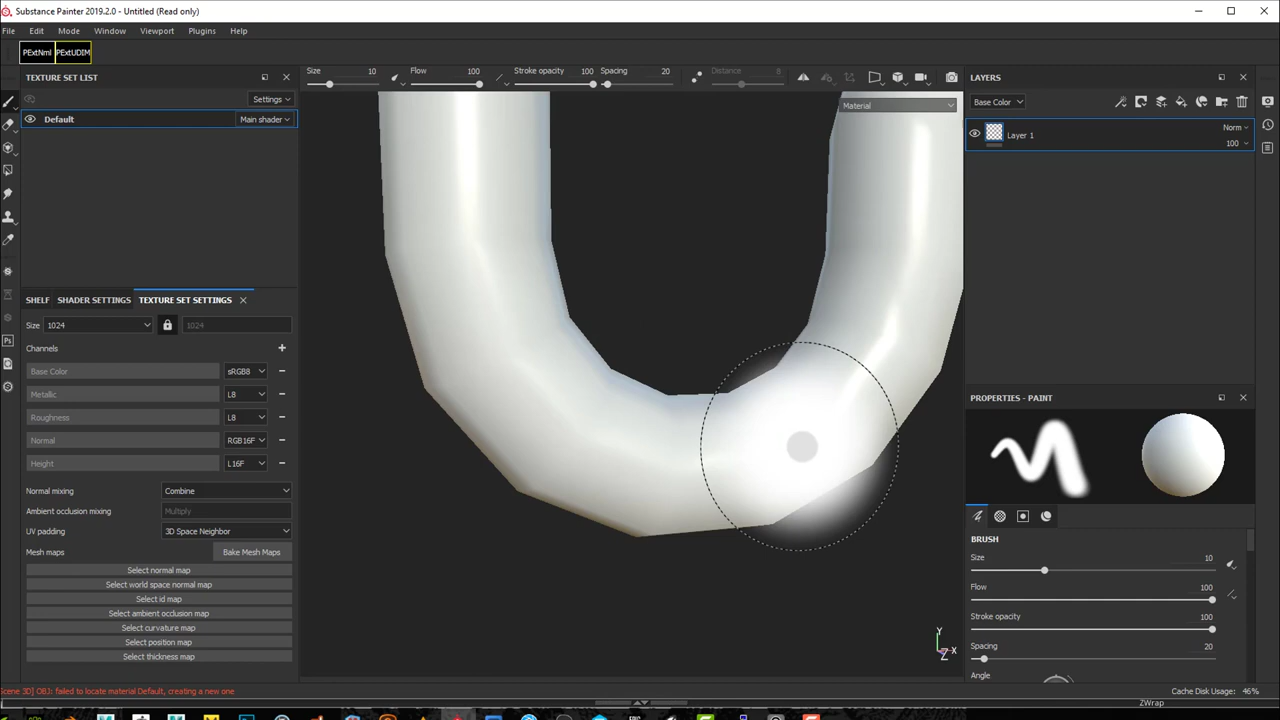 Substance Painter 2019.2.0 - Untitled (Read only)
File Edit Mode Window Viewport Plugins Help
PExtNml PExtUDIM
TEXTURE SET LIST
Settings
Default Main shader
SHELF SHADER SETTINGS TEXTURE SET SETTINGS
Size 1024 1024
Channels
Base Color sRGB8
Metallic L8
Roughness L8
Normal RGB16F
Height L16F
Normal mixing Combine
Ambient occlusion mixing Multiply
UV padding 3D Space Neighbor
Mesh maps Bake Mesh Maps
Select normal map
Select world space normal map
Select id map
Select ambient occlusion map
Select curvature map
Select position map
Select thickness map
Size 10 Flow 100 Stroke opacity 100 Spacing 20 Distance 8
Material
Y
X
Z
LAYERS
Base Color
Layer 1 Norm
100
PROPERTIES - PAINT
BRUSH
Size 10
Flow 100
Stroke opacity 100
Spacing 20
Angle
Scene 3D] OBJ: failed to locate material Default, creating a new one
Cache Disk Usage: 46%
ZWrap